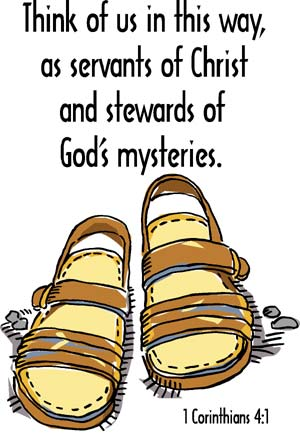 Think of us in this way,
as servants of Christ
and stewards of
God's mysteries.
1 Corinthians 4:1